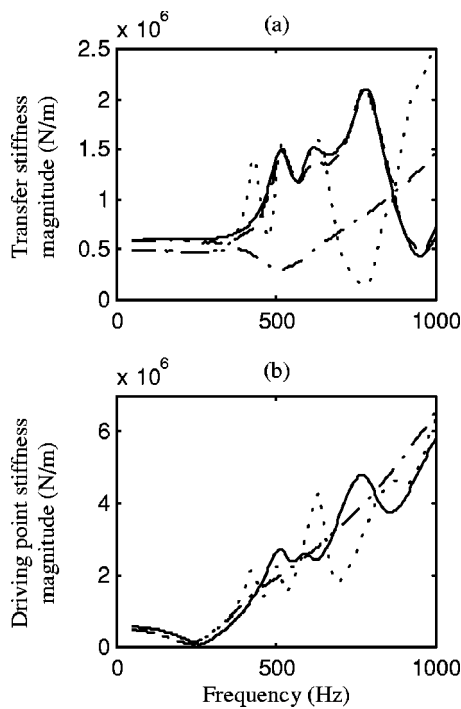 x 10^6
(a)
Transfer stiffness
magnitude (N/m)
2.5
2
1.5
1
0.5
0
500
1000
x 10^6
(b)
Driving point stiffness
magnitude (N/m)
6
4
2
0
500
1000
Frequency (Hz)